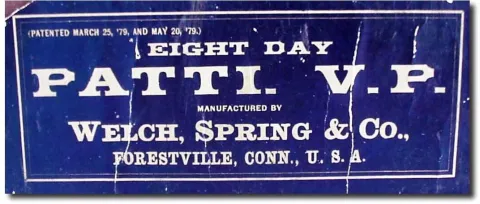 (PATENTED MARCH 25, '79, AND MAY 20, '79.)
EIGHT DAY
PATTI. V.P.
MANUFACTURED BY
WELCH, SPRING & CO.,
FORESTVILLE, CONN., U. S. A.